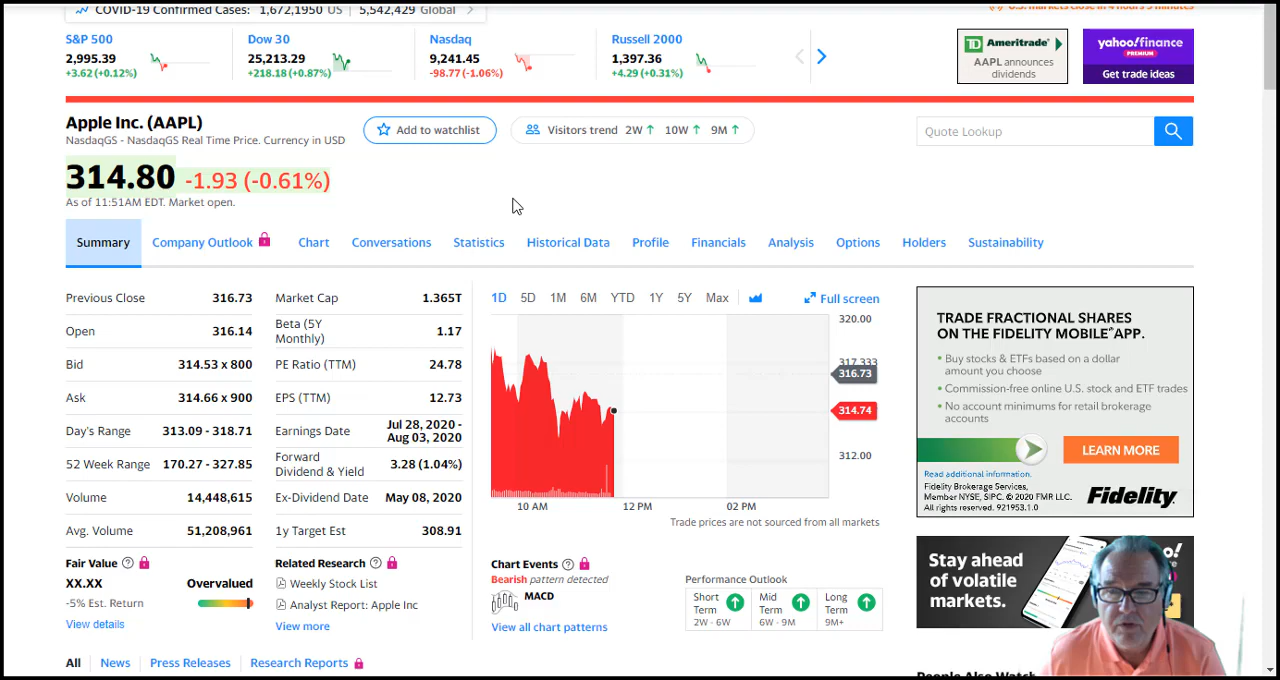 COVID-19 Confirmed Cases: 1,672,1950 US | 5,542,429 Global
U.S. markets close in 4 hours 9 minutes
S&P 500
2,995.39
+3.62 (+0.12%)
Dow 30
25,213.29
+218.18 (+0.87%)
Nasdaq
9,241.45
-98.77 (-1.06%)
Russell 2000
1,397.36
+4.29 (+0.31%)
TD Ameritrade
AAPL announces
dividends
yahoo!finance
PREMIUM
Get trade ideas
Apple Inc. (AAPL)
NasdaqGS - NasdaqGS Real Time Price. Currency in USD
Add to watchlist
Visitors trend 2W 10W 9M
Quote Lookup
314.80 -1.93 (-0.61%)
As of 11:51AM EDT. Market open.
Summary Company Outlook Chart Conversations Statistics Historical Data Profile Financials Analysis Options Holders Sustainability
Previous Close 316.73
Open 316.14
Bid 314.53 x 800
Ask 314.66 x 900
Day's Range 313.09 - 318.71
52 Week Range 170.27 - 327.85
Volume 14,448,615
Avg. Volume 51,208,961
Market Cap 1.365T
Beta (5Y
Monthly) 1.17
PE Ratio (TTM) 24.78
EPS (TTM) 12.73
Earnings Date Jul 28, 2020 -
Aug 03, 2020
Forward
Dividend & Yield 3.28 (1.04%)
Ex-Dividend Date May 08, 2020
1y Target Est 308.91
Fair Value
XX.XX Overvalued
-5% Est. Return
View details
Related Research
Weekly Stock List
Analyst Report: Apple Inc
View more
1D 5D 1M 6M YTD 1Y 5Y Max Full screen
320.00
317.333
316.73
314.74
312.00
10 AM 12 PM 02 PM
Trade prices are not sourced from all markets
Chart Events
Bearish pattern detected
MACD
View all chart patterns
Performance Outlook
Short
Term
2W - 6W
Mid
Term
6W - 9M
Long
Term
9M+
TRADE FRACTIONAL SHARES
ON THE FIDELITY MOBILE® APP.
• Buy stocks & ETFs based on a dollar
amount you choose
• Commission-free online U.S. stock and ETF trades
• No account minimums for retail brokerage
accounts
LEARN MORE
Read additional information.
Fidelity Brokerage Services,
Member NYSE, SIPC. © 2020 FMR LLC.
All rights reserved. 921953.1.0
Fidelity
Stay ahead
of volatile
markets.
All News Press Releases Research Reports
People Also Watch